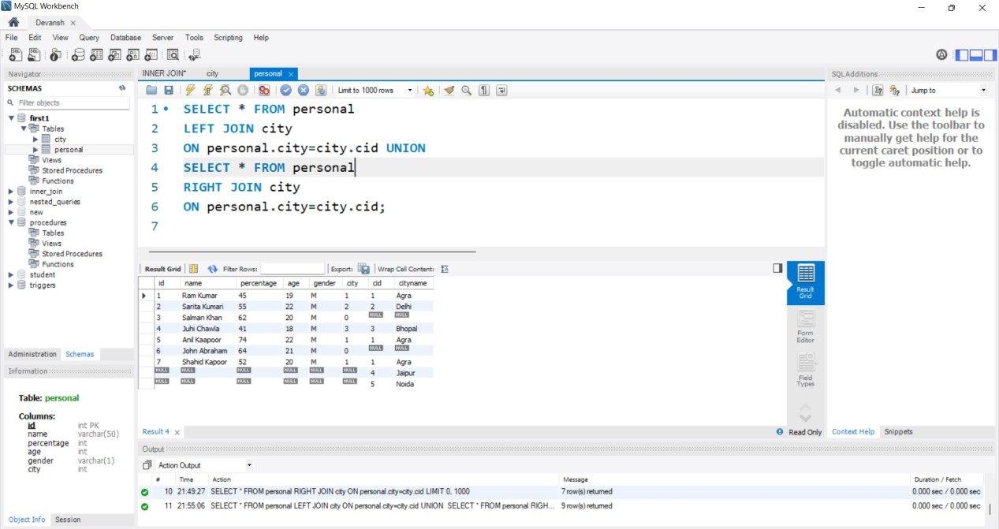 MySQL Workbench
Devansh
File Edit View Query Database Server Tools Scripting Help
Navigator
SCHEMAS
Filter objects
first1
Tables
city
personal
Views
Stored Procedures
Functions
inner_join
nested_queries
new
procedures
Tables
Views
Stored Procedures
Functions
student
triggers
Administration Schemas
Information
Table: personal
Columns:
id int PK
name varchar(50)
percentage int
age int
gender varchar(1)
city int
Object Info Session
INNER JOIN* city personal
Limit to 1000 rows
1 SELECT * FROM personal
2 LEFT JOIN city
3 ON personal.city=city.cid UNION
4 SELECT * FROM personal
5 RIGHT JOIN city
6 ON personal.city=city.cid;
7
Result Grid Filter Rows: Export: Wrap Cell Content:
id name percentage age gender city cid cityname
1 Ram Kumar 45 19 M 1 1 Agra
2 Sarita Kumari 55 22 M 2 2 Delhi
3 Salman Khan 62 20 M 0 NULL NULL
4 Juhi Chawla 41 18 M 3 3 Bhopal
5 Anil Kaapoor 74 22 M 1 1 Agra
6 John Abraham 64 21 M 0 NULL NULL
7 Shahid Kapoor 52 20 M 1 1 Agra
NULL NULL NULL NULL NULL NULL 4 Jaipur
NULL NULL NULL NULL NULL NULL 5 Noida
Result Grid
Form Editor
Field Types
Result 4
Read Only
Output
Action Output
# Time Action Message Duration / Fetch
10 21:49:27 SELECT * FROM personal RIGHT JOIN city ON personal.city=city.cid LIMIT 0, 1000 7 row(s) returned 0.000 sec / 0.000 sec
11 21:55:06 SELECT * FROM personal LEFT JOIN city ON personal.city=city.cid UNION SELECT * FROM personal RIGH... 9 row(s) returned 0.000 sec / 0.000 sec
SQLAdditions
Jump to
Automatic context help is
disabled. Use the toolbar to
manually get help for the
current caret position or to
toggle automatic help.
Context Help Snippets